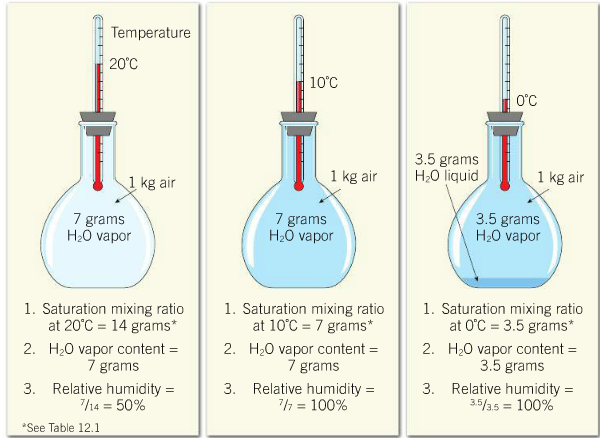 Temperature
20°C
1 kg air
7 grams
H₂O vapor
1. Saturation mixing ratio
at 20°C = 14 grams*
2. H₂O vapor content =
7 grams
3. Relative humidity =
7/14 = 50%
*See Table 12.1
10°C
1 kg air
7 grams
H₂O vapor
1. Saturation mixing ratio
at 10°C = 7 grams*
2. H₂O vapor content =
7 grams
3. Relative humidity =
7/7 = 100%
0°C
3.5 grams
H₂O liquid
1 kg air
3.5 grams
H₂O vapor
1. Saturation mixing ratio
at 0°C = 3.5 grams*
2. H₂O vapor content =
3.5 grams
3. Relative humidity =
3.5/3.5 = 100%